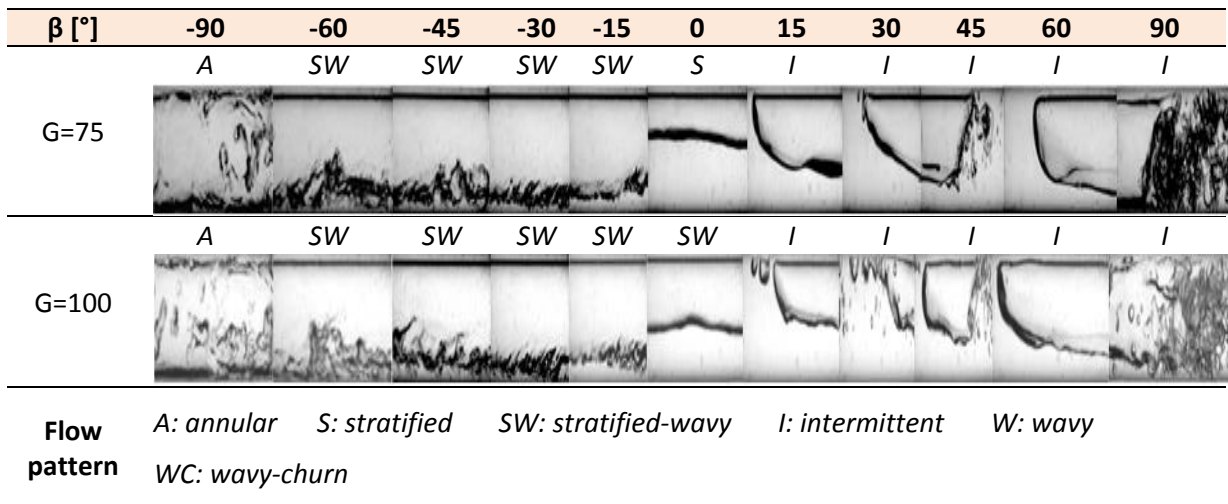 β [°] -90 -60 -45 -30 -15 0 15 30 45 60 90
A SW SW SW SW S I I I I I
G=75
A SW SW SW SW SW I I I I I
G=100
Flow pattern A: annular S: stratified SW: stratified-wavy I: intermittent W: wavy
WC: wavy-churn